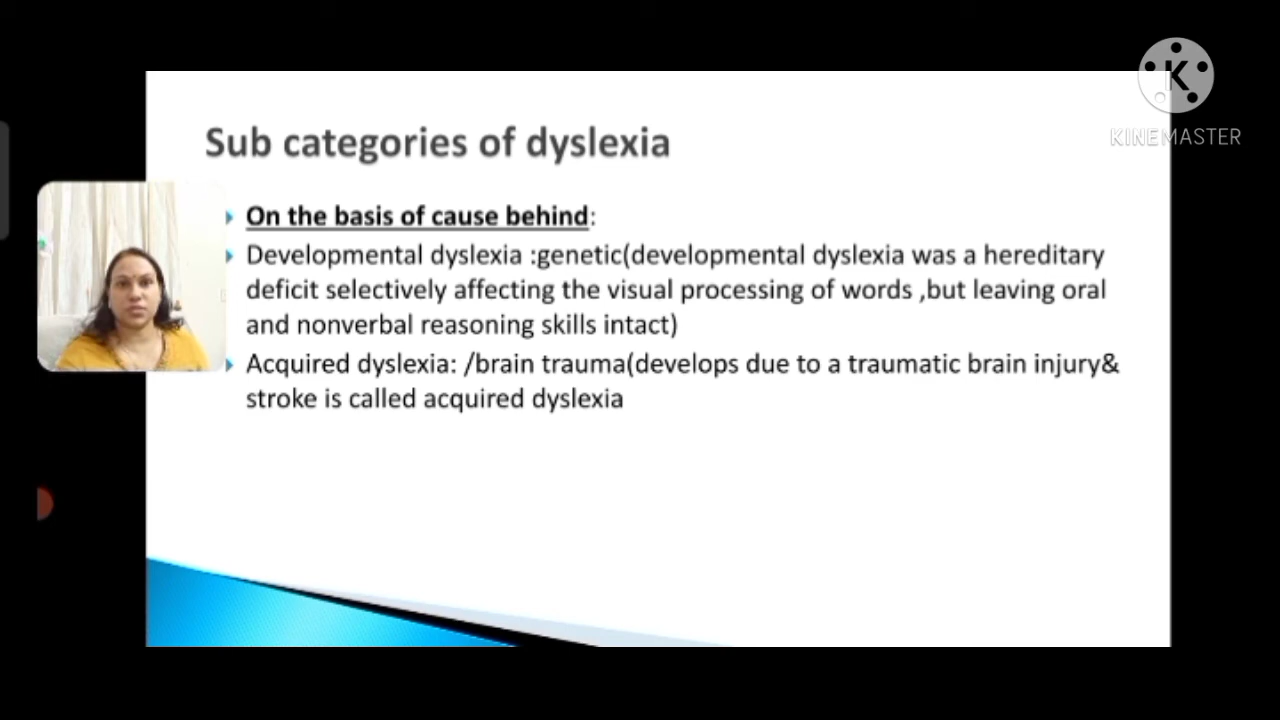 Sub categories of dyslexia
On the basis of cause behind:
Developmental dyslexia :genetic(developmental dyslexia was a hereditary
deficit selectively affecting the visual processing of words ,but leaving oral
and nonverbal reasoning skills intact)
Acquired dyslexia: /brain trauma(develops due to a traumatic brain injury&
stroke is called acquired dyslexia
K
KINEMASTER